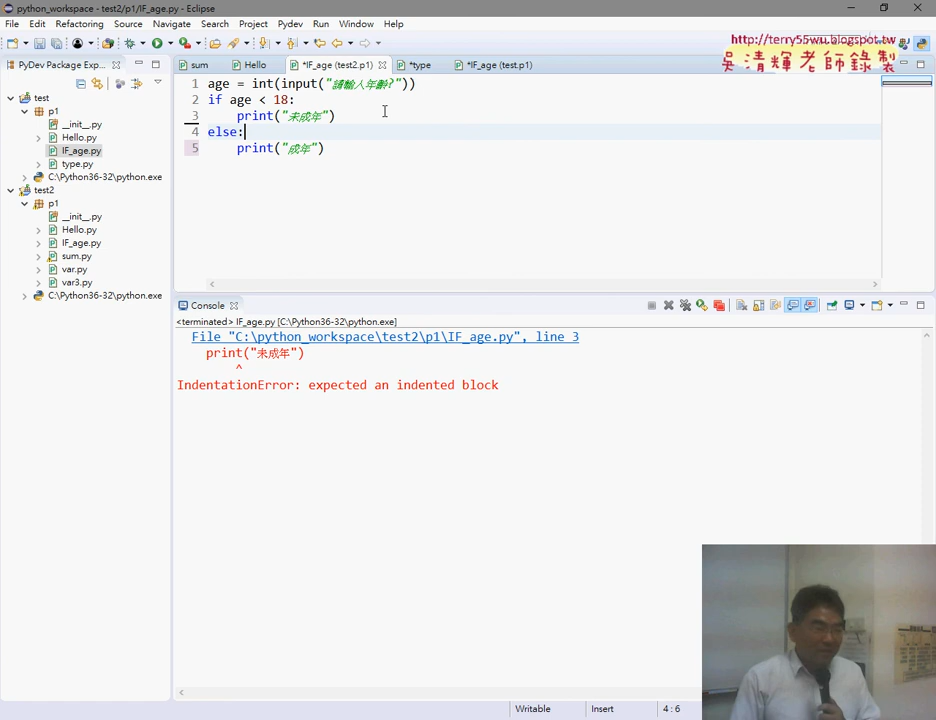 python_workspace - test2/p1/IF_age.py - Eclipse
File Edit Refactoring Source Navigate Search Project Pydev Run Window Help
http://terry55wu.blogspot.tw
吳清輝老師錄製
PyDev Package Exp...
sum Hello *IF_age (test2.p1) *type *IF_age (test.p1)
test
p1
__init__.py
Hello.py
IF_age.py
type.py
C:\Python36-32\python.exe
test2
p1
__init__.py
Hello.py
IF_age.py
sum.py
var.py
var3.py
C:\Python36-32\python.exe
1 age = int(input("請輸入年齡?"))
2 if age < 18:
3 print("未成年")
4 else:
5 print("成年")
Console
<terminated> IF_age.py [C:\Python36-32\python.exe]
File "C:\python_workspace\test2\p1\IF_age.py", line 3
print("未成年")
^
IndentationError: expected an indented block
Writable Insert 4:6